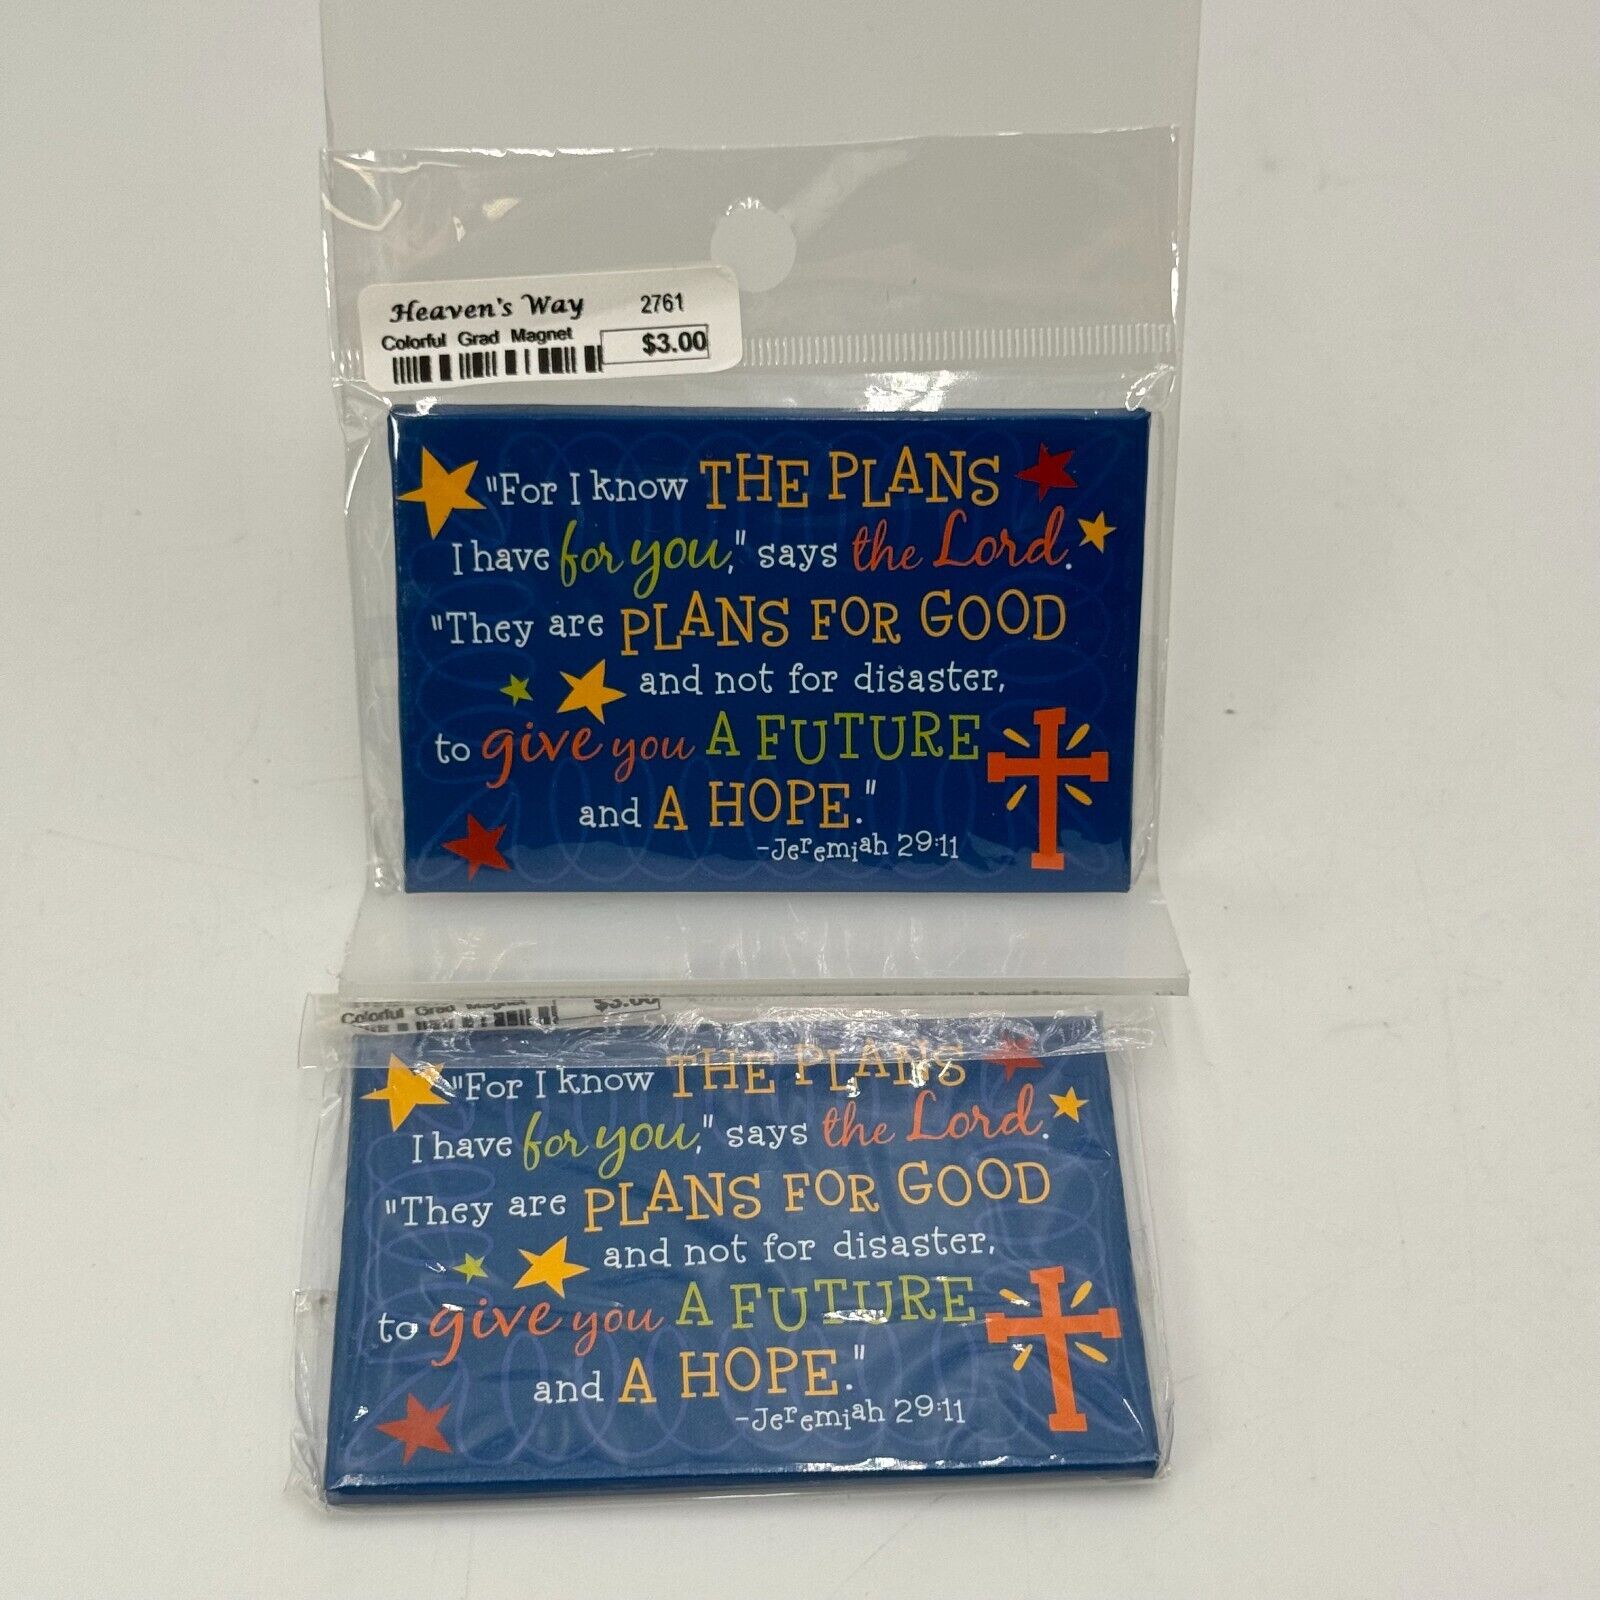 Heaven's Way 2761
Colorful Grad Magnet
$3.00
"For I know THE PLANS
I have for you," says the Lord.
"They are PLANS FOR GOOD
and not for disaster,
to give you A FUTURE
and A HOPE."
-Jeremiah 29:11
Colorful Grad Magnet
$3.00
"For I know THE PLANS
I have for you," says the Lord.
"They are PLANS FOR GOOD
and not for disaster,
to give you A FUTURE
and A HOPE."
-Jeremiah 29:11